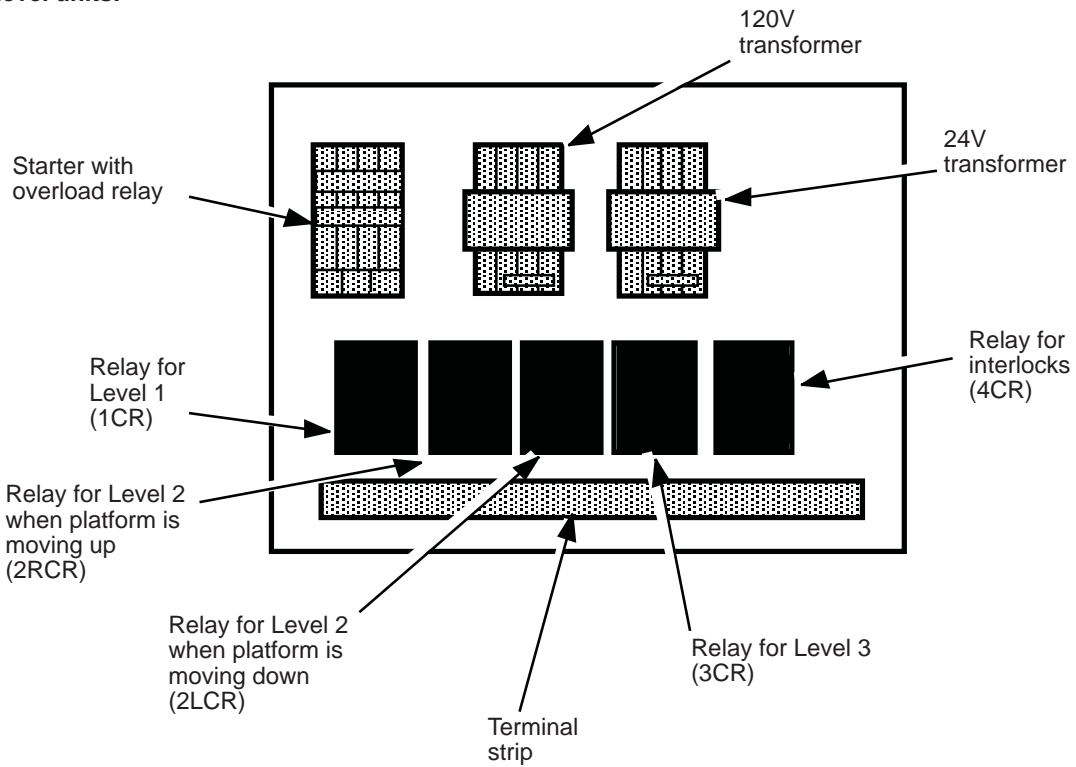 120V
transformer
24V
transformer
Starter with
overload relay
Relay for
Level 1
(1CR)
Relay for
interlocks
(4CR)
Relay for Level 2
when platform is
moving up
(2RCR)
Relay for Level 2
when platform is
moving down
(2LCR)
Relay for Level 3
(3CR)
Terminal
strip